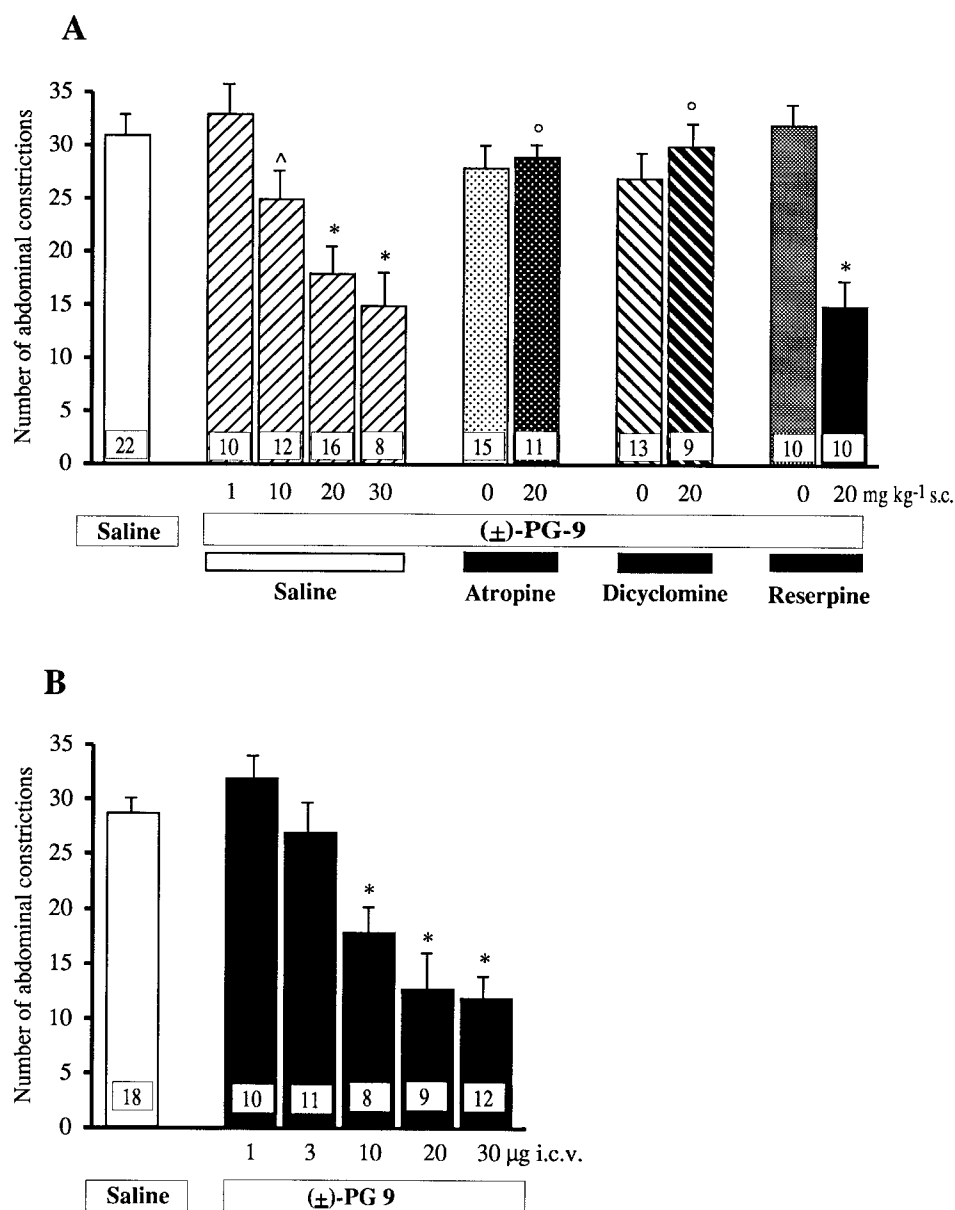 A
Number of abdominal constrictions
35
30
25
20
15
10
5
0
^ * * ° ° *
22 10 12 16 8 15 11 13 9 10 10
1 10 20 30 0 20 0 20 0 20 mg kg-1 s.c.
Saline (±)-PG-9
Saline Atropine Dicyclomine Reserpine
B
Number of abdominal constrictions
35
30
25
20
15
10
5
0
* * *
18 10 11 8 9 12
1 3 10 20 30 µg i.c.v.
Saline (±)-PG 9